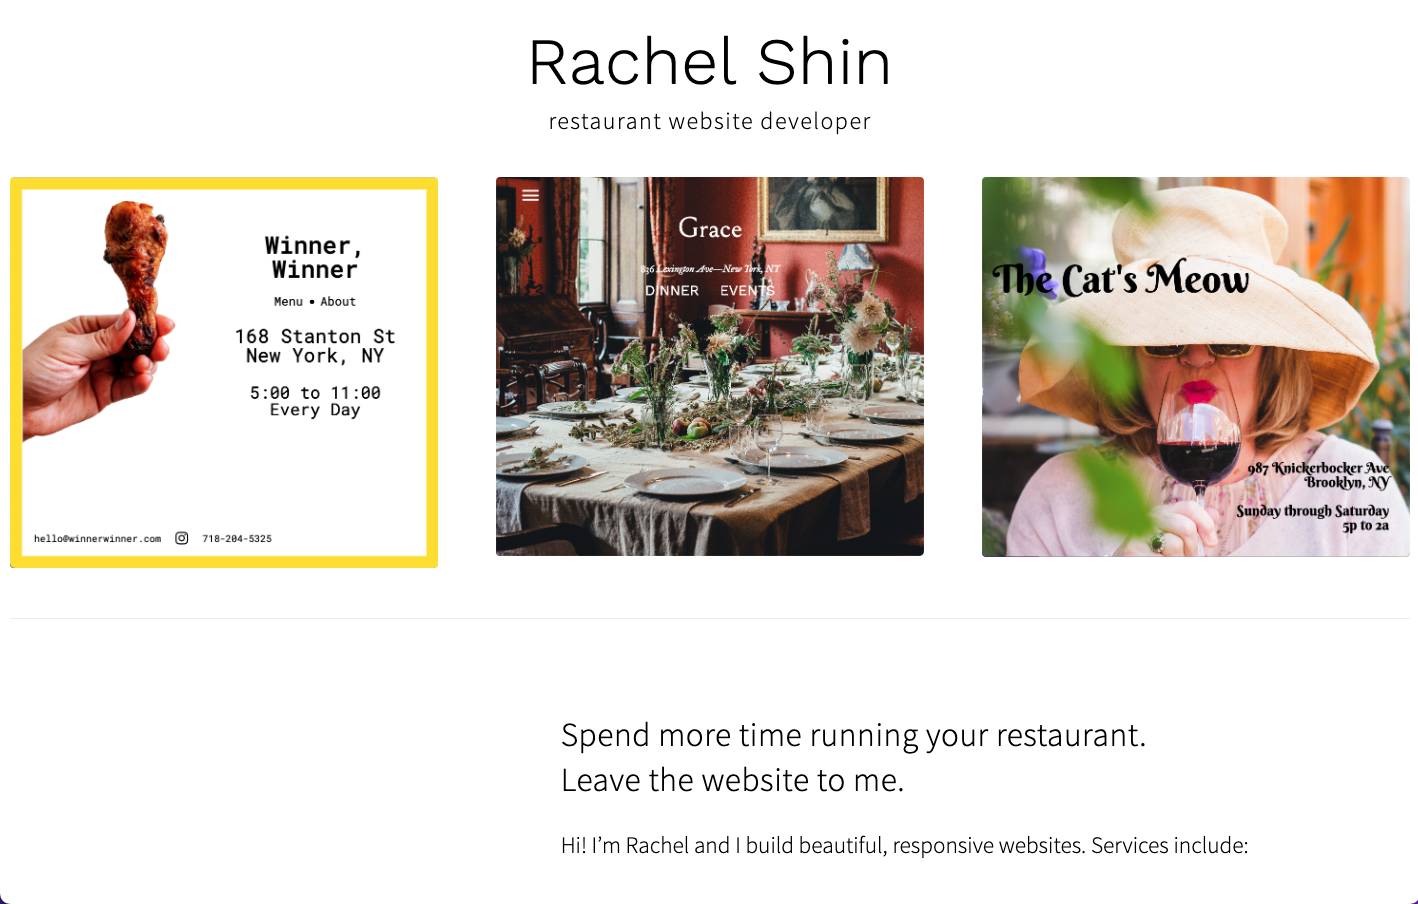 Rachel Shin
restaurant website developer
Winner,
Winner
Menu • About
168 Stanton St
New York, NY
5:00 to 11:00
Every Day
hello@winnerwinner.com 718-204-5325
Grace
836 Lexington Ave—New York, NY
DINNER EVENTS
The Cat's Meow
987 Knickerbocker Ave
Brooklyn, NY
Sunday through Saturday
5p to 2a
Spend more time running your restaurant.
Leave the website to me.
Hi! I’m Rachel and I build beautiful, responsive websites. Services include: